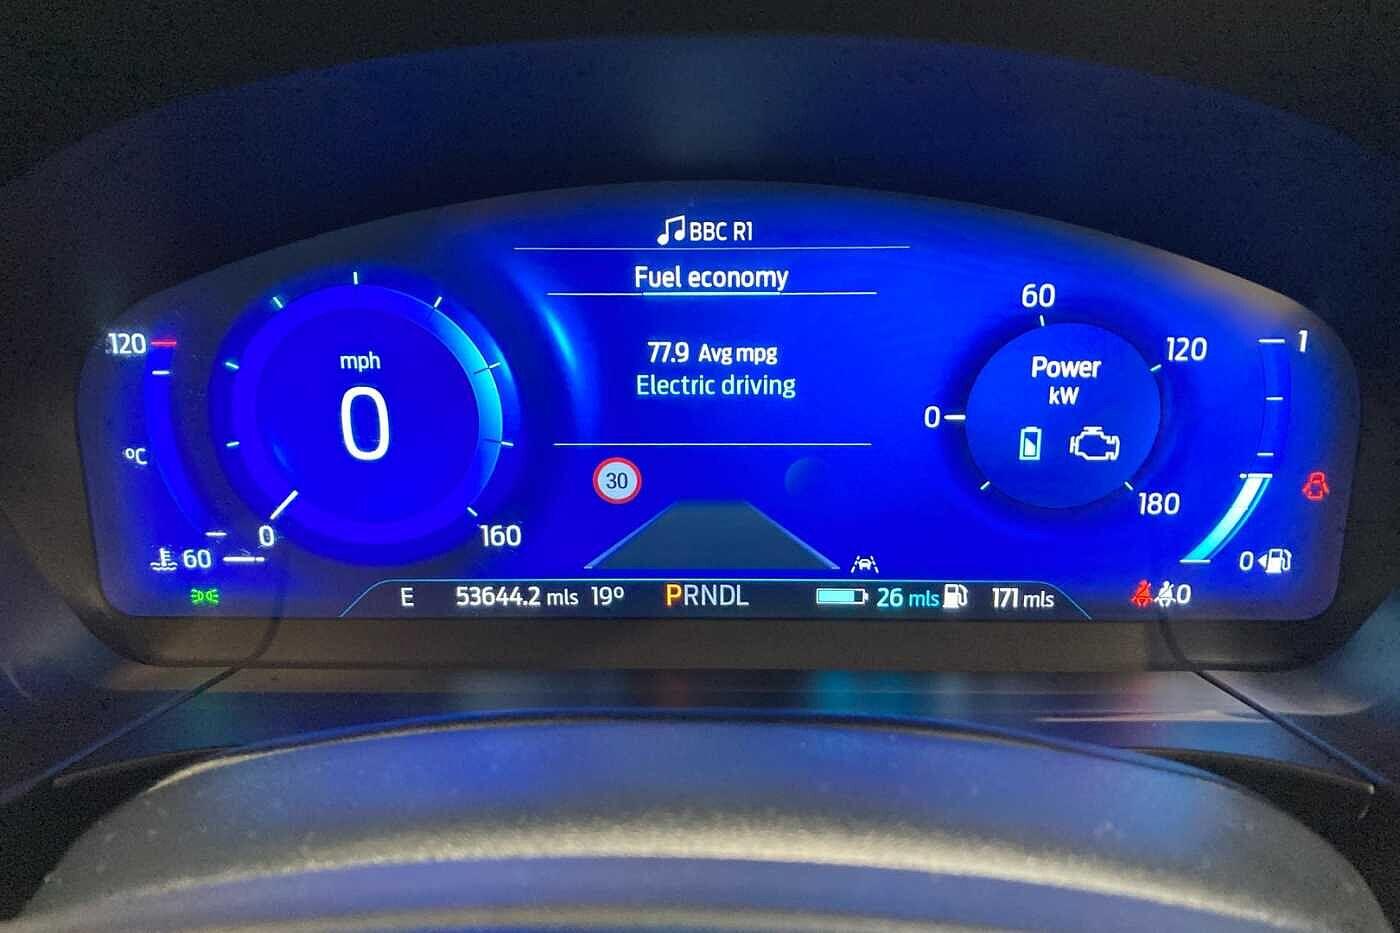 BBC R1
Fuel economy
77.9 Avg mpg
Electric driving
120
°C
60
mph
0
0
160
30
60
0
120
180
Power
kW
1
0
E 53644.2 mls 19° PRNDL 26 mls 171 mls
0